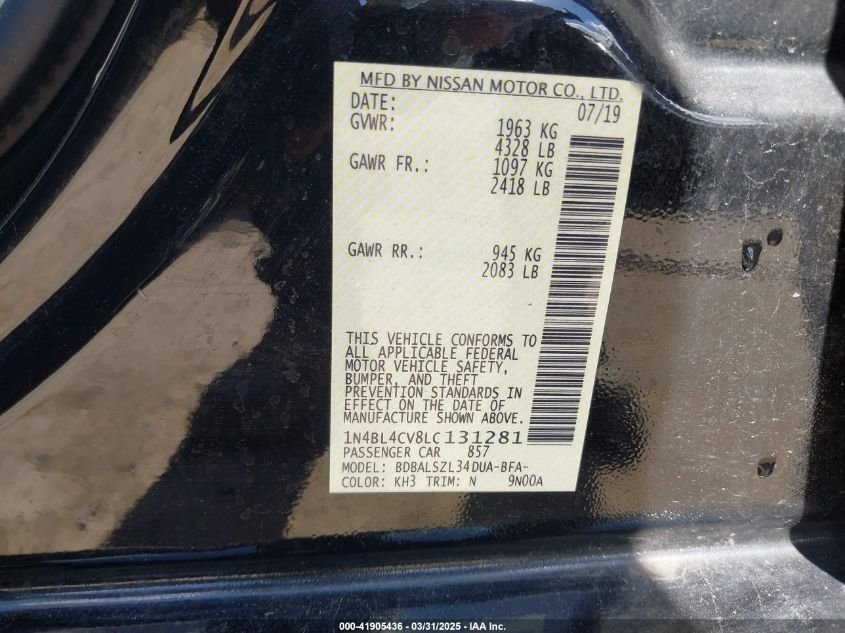 MFD BY NISSAN MOTOR CO., LTD.
DATE: 07/19
GVWR: 1963 KG
4328 LB
GAWR FR.: 1097 KG
2418 LB
GAWR RR.: 945 KG
2083 LB
THIS VEHICLE CONFORMS TO
ALL APPLICABLE FEDERAL
MOTOR VEHICLE SAFETY,
BUMPER, AND THEFT
PREVENTION STANDARDS IN
EFFECT ON THE DATE OF
MANUFACTURE SHOWN ABOVE.
1N4BL4CV8LC131281
PASSENGER CAR 857
MODEL: BDBALSZL34DUA-BFA-
COLOR: KH3 TRIM: N 9N00A
000-41905436 - 03/31/2025 - IAA Inc.